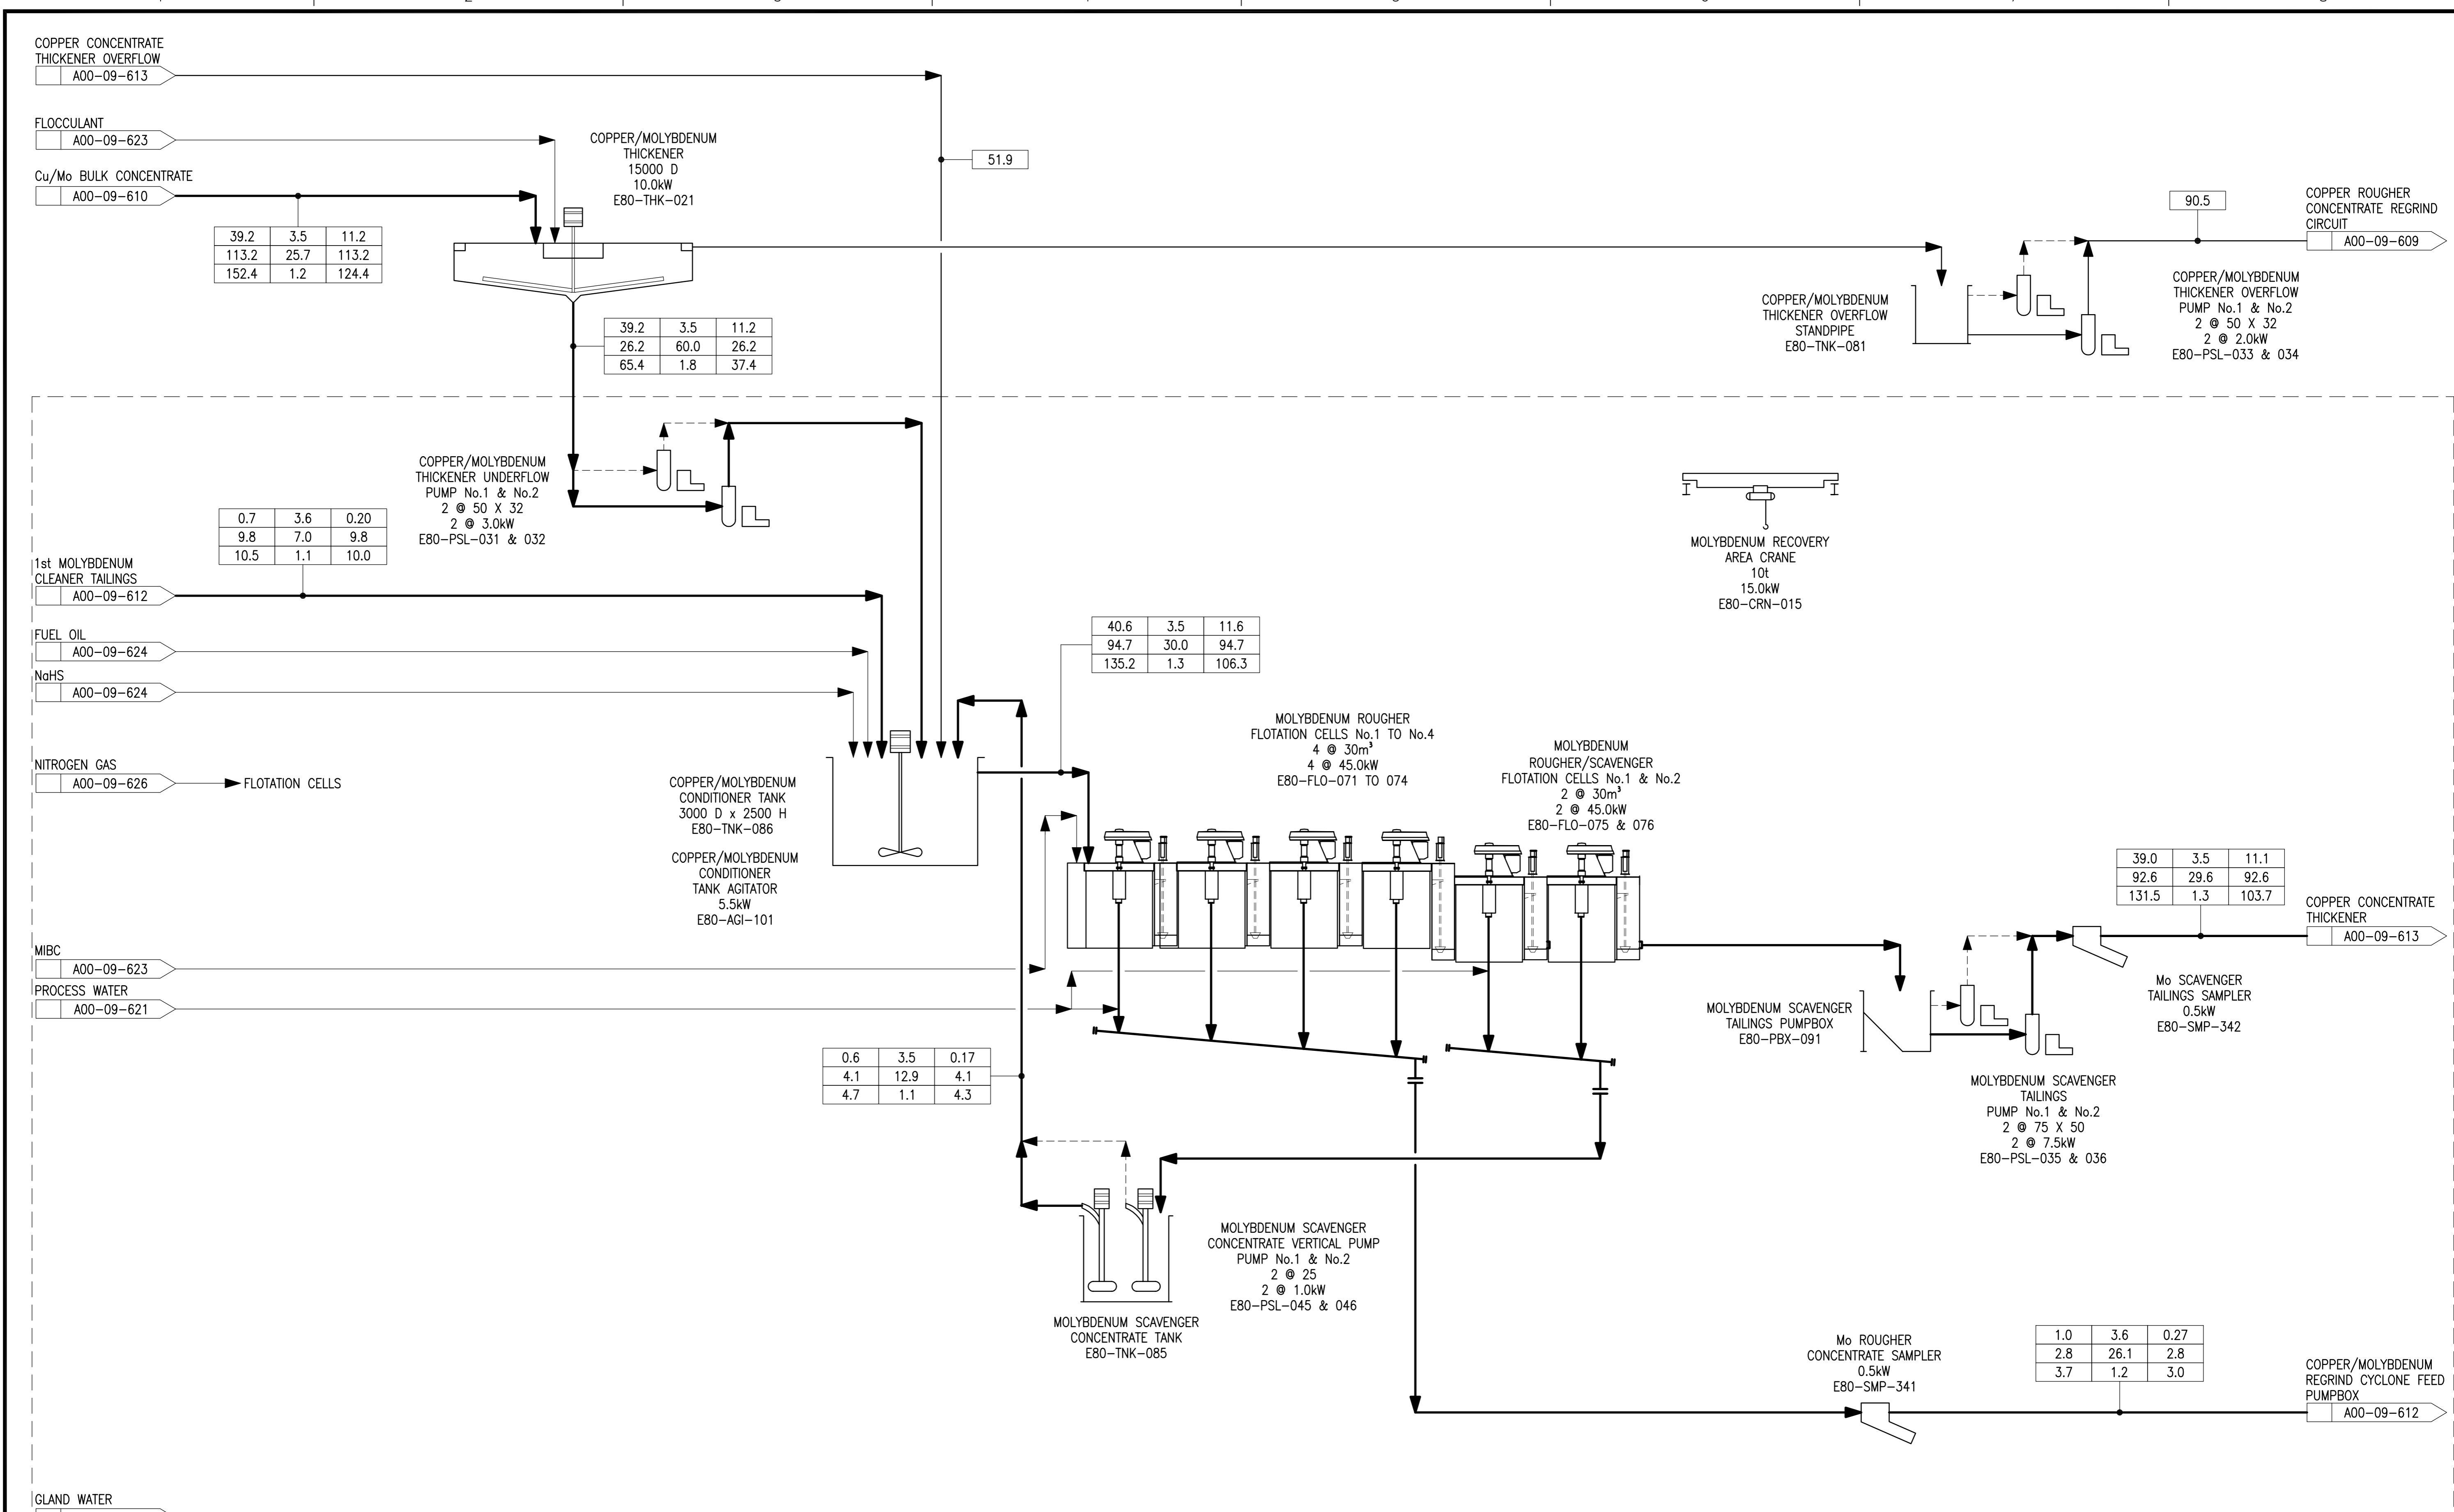 COPPER CONCENTRATE
THICKENER OVERFLOW
A00-09-613
FLOCCULANT
A00-09-623
Cu/Mo BULK CONCENTRATE
A00-09-610
39.2 3.5 11.2
113.2 25.7 113.2
152.4 1.2 124.4
COPPER/MOLYBDENUM
THICKENER
15000 D
10.0kW
E80-THK-021
51.9
39.2 3.5 11.2
26.2 60.0 26.2
65.4 1.8 37.4
COPPER/MOLYBDENUM
THICKENER OVERFLOW
STANDPIPE
E80-TNK-081
90.5
COPPER ROUGHER
CONCENTRATE REGRIND
CIRCUIT
A00-09-609
COPPER/MOLYBDENUM
THICKENER OVERFLOW
PUMP No.1 & No.2
2 @ 50 X 32
2 @ 2.0kW
E80-PSL-033 & 034
COPPER/MOLYBDENUM
THICKENER UNDERFLOW
PUMP No.1 & No.2
2 @ 50 X 32
2 @ 3.0kW
E80-PSL-031 & 032
MOLYBDENUM RECOVERY
AREA CRANE
10t
15.0kW
E80-CRN-015
0.7 3.6 0.20
9.8 7.0 9.8
10.5 1.1 10.0
1st MOLYBDENUM
CLEANER TAILINGS
A00-09-612
FUEL OIL
A00-09-624
NaHS
A00-09-624
NITROGEN GAS
A00-09-626
FLOTATION CELLS
40.6 3.5 11.6
94.7 30.0 94.7
135.2 1.3 106.3
COPPER/MOLYBDENUM
CONDITIONER TANK
3000 D x 2500 H
E80-TNK-086
COPPER/MOLYBDENUM
CONDITIONER
TANK AGITATOR
5.5kW
E80-AGI-101
MOLYBDENUM ROUGHER
FLOTATION CELLS No.1 TO No.4
4 @ 30m³
4 @ 45.0kW
E80-FLO-071 TO 074
MOLYBDENUM
ROUGHER/SCAVENGER
FLOTATION CELLS No.1 & No.2
2 @ 30m³
2 @ 45.0kW
E80-FLO-075 & 076
39.0 3.5 11.1
92.6 29.6 92.6
131.5 1.3 103.7
COPPER CONCENTRATE
THICKENER
A00-09-613
MIBC
A00-09-623
PROCESS WATER
A00-09-621
Mo SCAVENGER
TAILINGS SAMPLER
0.5kW
E80-SMP-342
MOLYBDENUM SCAVENGER
TAILINGS PUMPBOX
E80-PBX-091
MOLYBDENUM SCAVENGER
TAILINGS
PUMP No.1 & No.2
2 @ 75 X 50
2 @ 7.5kW
E80-PSL-035 & 036
0.6 3.5 0.17
4.1 12.9 4.1
4.7 1.1 4.3
MOLYBDENUM SCAVENGER
CONCENTRATE VERTICAL PUMP
PUMP No.1 & No.2
2 @ 25
2 @ 1.0kW
E80-PSL-045 & 046
MOLYBDENUM SCAVENGER
CONCENTRATE TANK
E80-TNK-085
Mo ROUGHER
CONCENTRATE SAMPLER
0.5kW
E80-SMP-341
1.0 3.6 0.27
2.8 26.1 2.8
3.7 1.2 3.0
COPPER/MOLYBDENUM
REGRIND CYCLONE FEED
PUMPBOX
A00-09-612
GLAND WATER